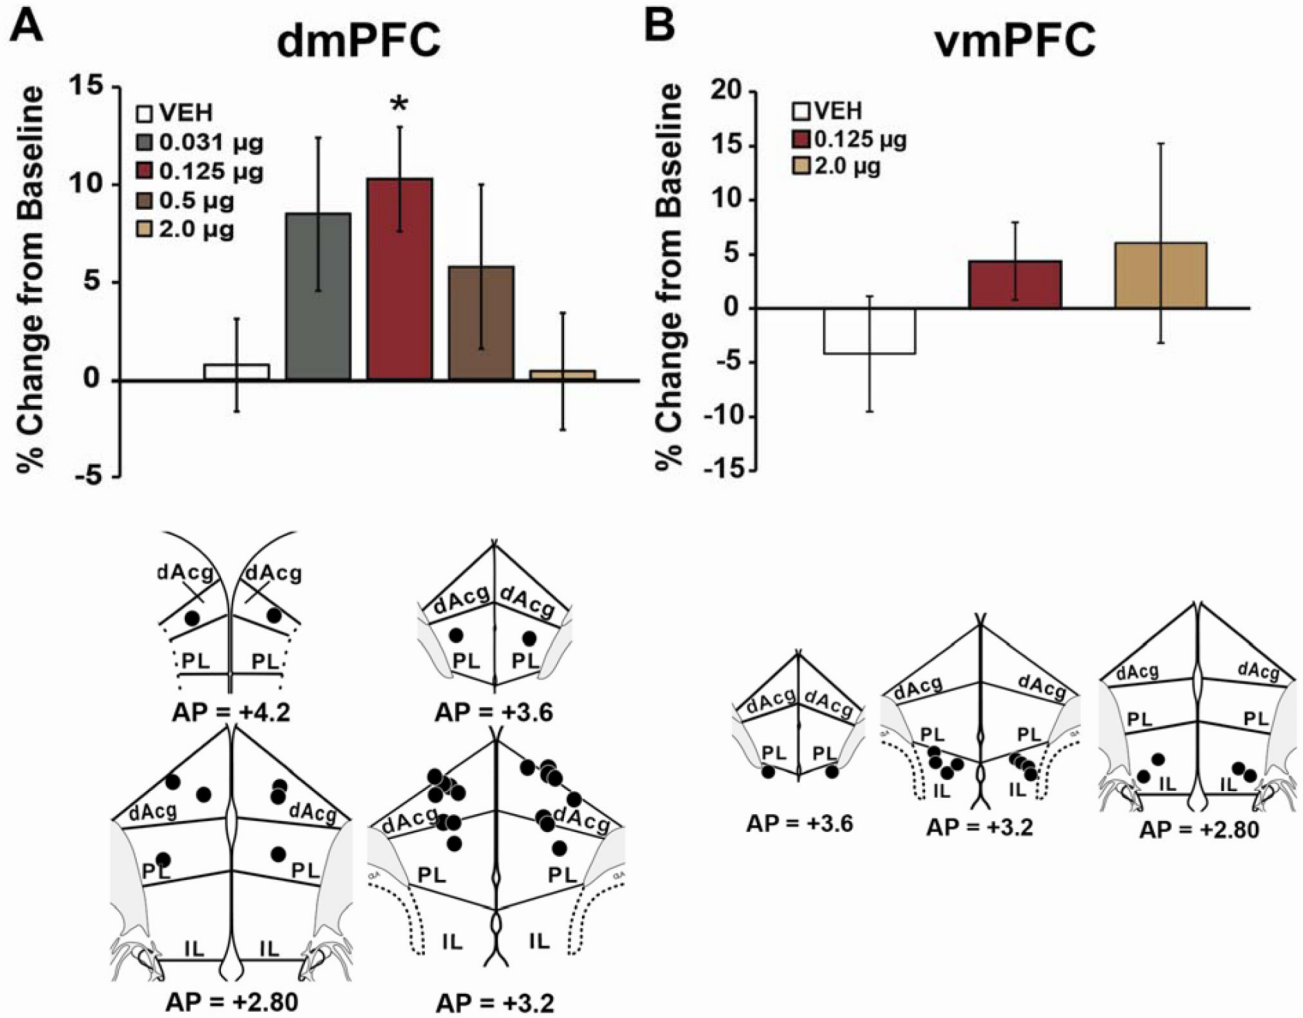 A
dmPFC
% Change from Baseline
15
10
5
0
-5
VEH
0.031 µg
0.125 µg
0.5 µg
2.0 µg
*
B
vmPFC
% Change from Baseline
20
15
10
5
0
-5
-10
-15
VEH
0.125 µg
2.0 µg
dAcg dAcg
PL PL
AP = +4.2
dAcg dAcg
PL PL
AP = +3.6
dAcg dAcg
PL PL
IL IL
AP = +2.80
dAcg dAcg
PL PL
IL IL
AP = +3.2
dAcg dAcg
PL PL
AP = +3.6
dAcg dAcg
PL PL
IL IL
AP = +3.2
dAcg dAcg
PL PL
IL IL
AP = +2.80